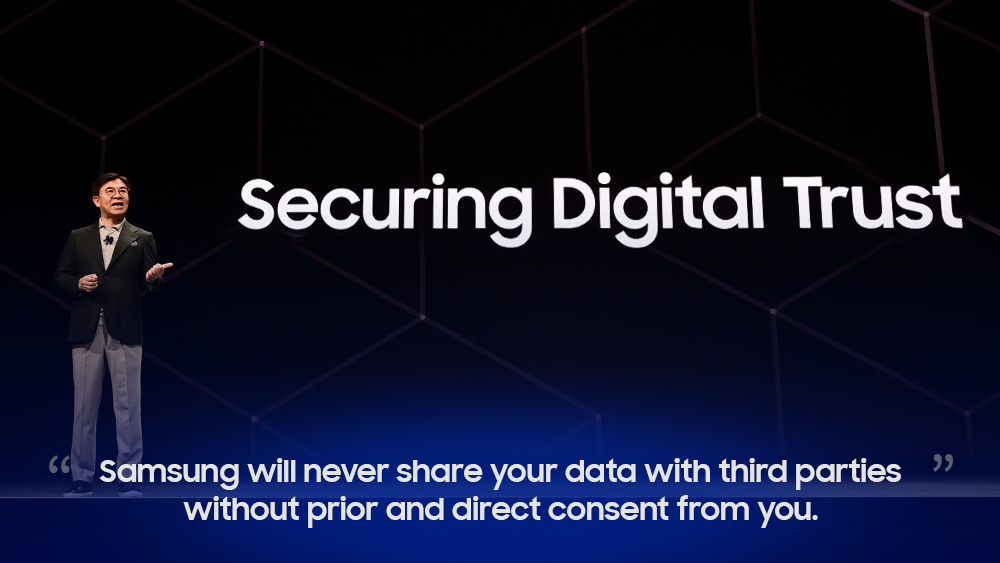 Securing Digital Trust
“ Samsung will never share your data with third parties ”
without prior and direct consent from you.